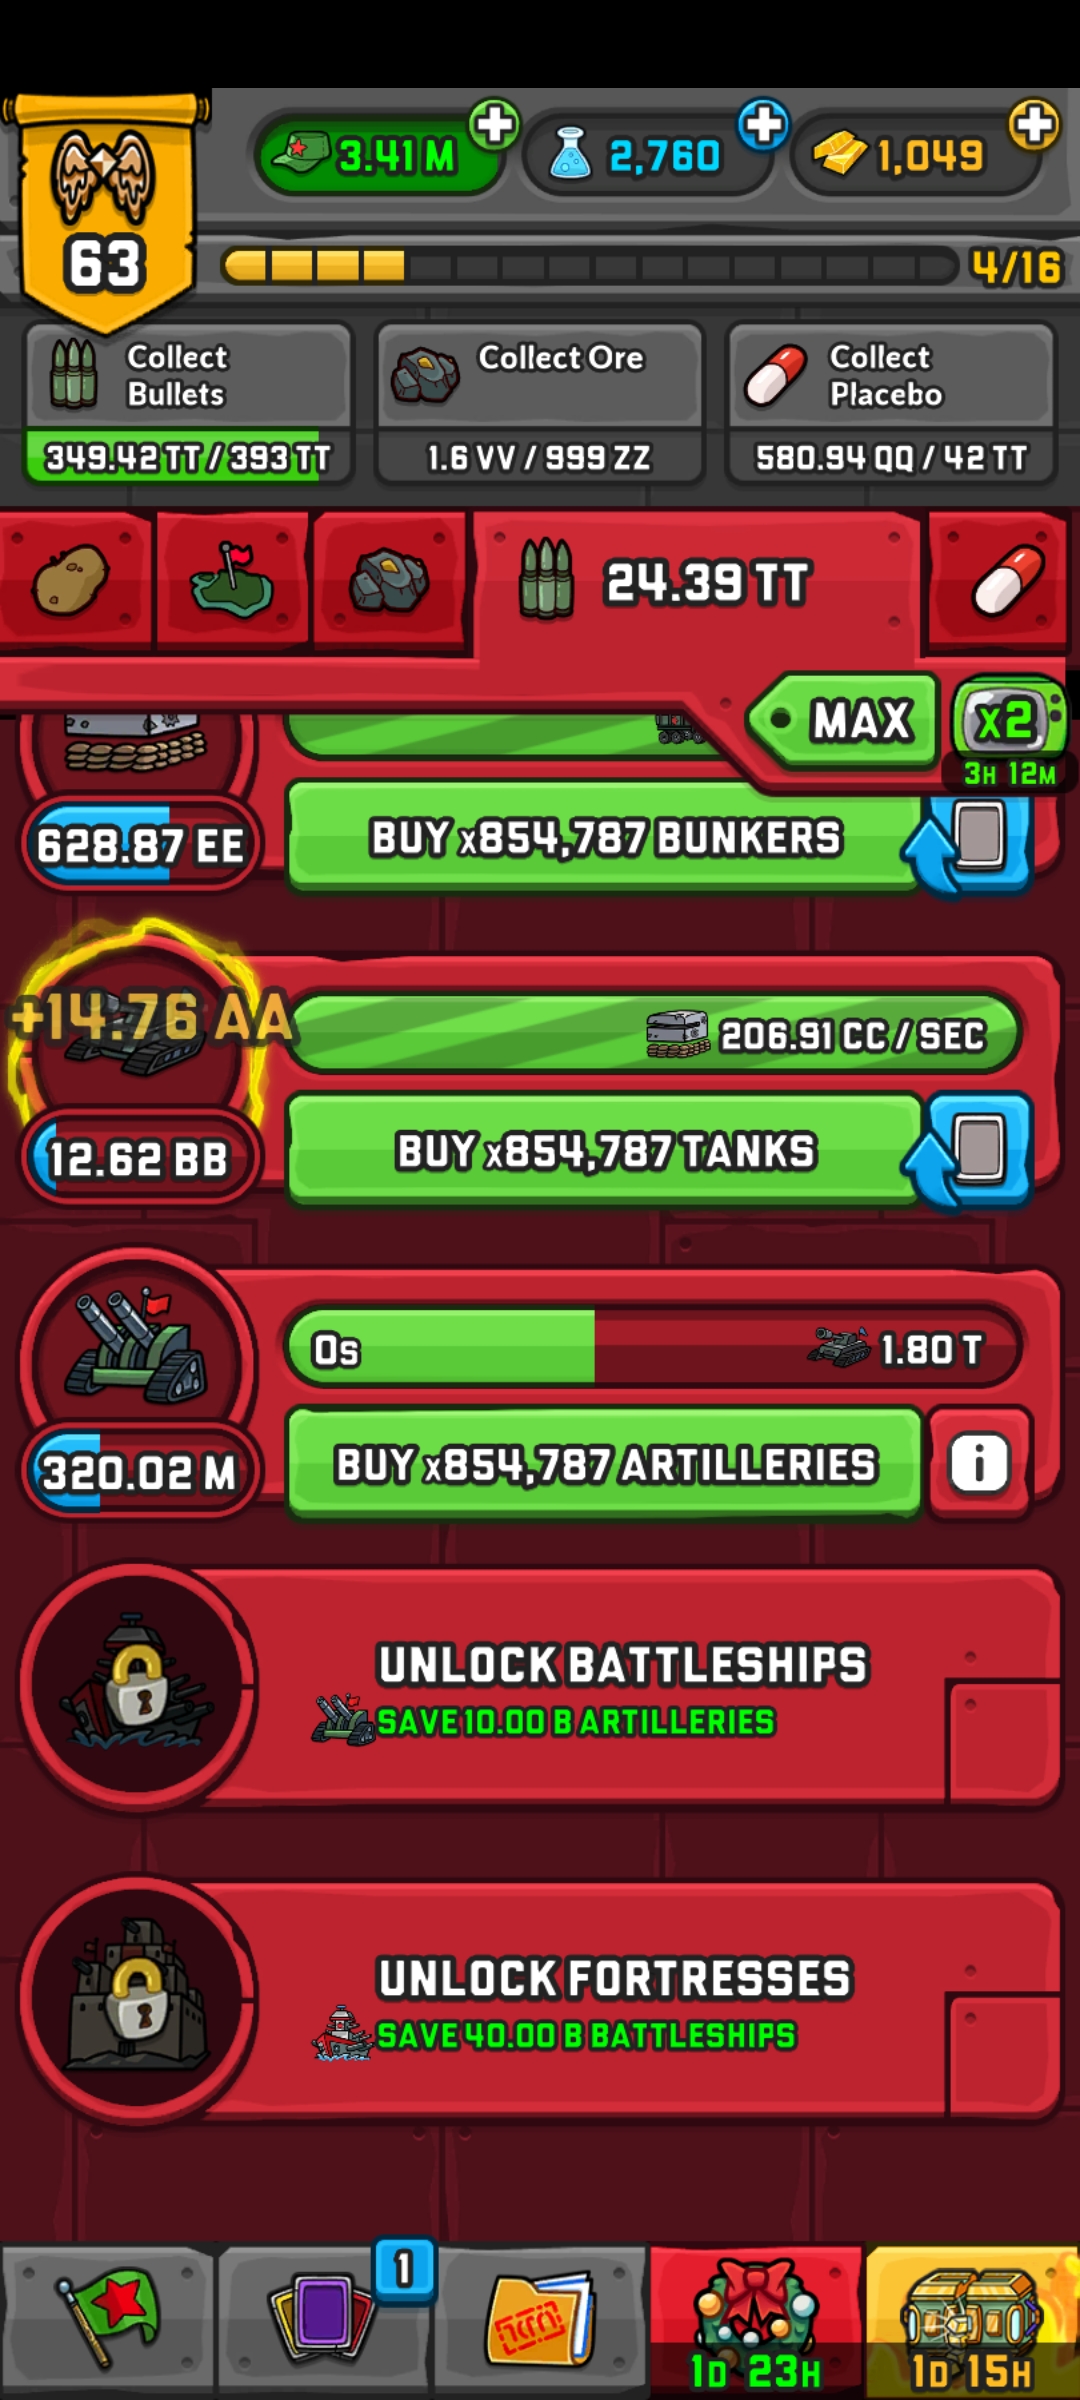 3.41 M
2,760
1,049
63
4/16
Collect
Bullets
Collect Ore
Collect
Placebo
349.42 TT / 393 TT
1.6 VV / 999 ZZ
580.94 QQ / 42 TT
24.39 TT
MAX
x2
3H 12M
628.87 EE
BUY x854,787 BUNKERS
+14.76 AA
206.91 CC / SEC
12.62 BB
BUY x854,787 TANKS
0s
1.80 T
320.02 M
BUY x854,787 ARTILLERIES
i
UNLOCK BATTLESHIPS
SAVE 10.00 B ARTILLERIES
UNLOCK FORTRESSES
SAVE 40.00 B BATTLESHIPS
1
1D 23H
1D 15H